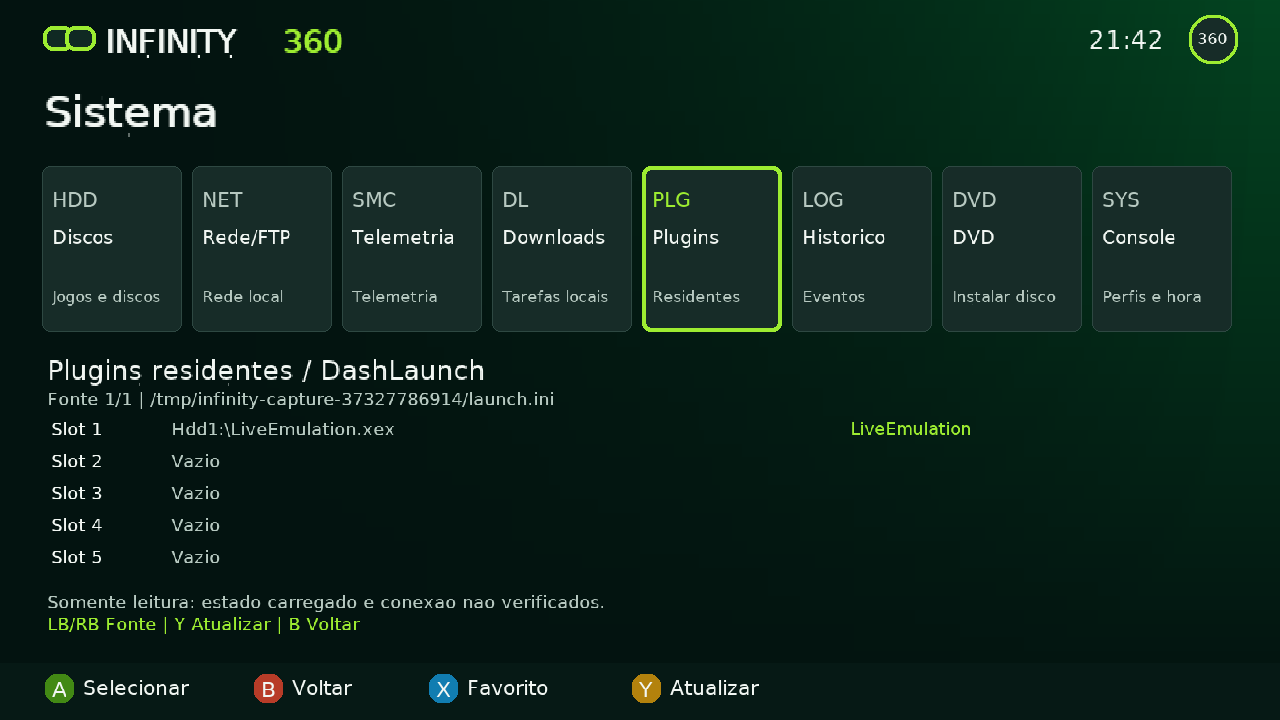 INFINITY 360 21:42 360
Sistema
HDD NET SMC DL PLG LOG DVD SYS
Discos Rede/FTP Telemetria Downloads Plugins Historico DVD Console
Jogos e discos Rede local Telemetria Tarefas locais Residentes Eventos Instalar disco Perfis e hora
Plugins residentes / DashLaunch
Fonte 1/1 | /tmp/infinity-capture-37327786914/launch.ini
Slot 1 Hdd1:\LiveEmulation.xex LiveEmulation
Slot 2 Vazio
Slot 3 Vazio
Slot 4 Vazio
Slot 5 Vazio
Somente leitura: estado carregado e conexao nao verificados.
LB/RB Fonte | Y Atualizar | B Voltar
A Selecionar B Voltar X Favorito Y Atualizar